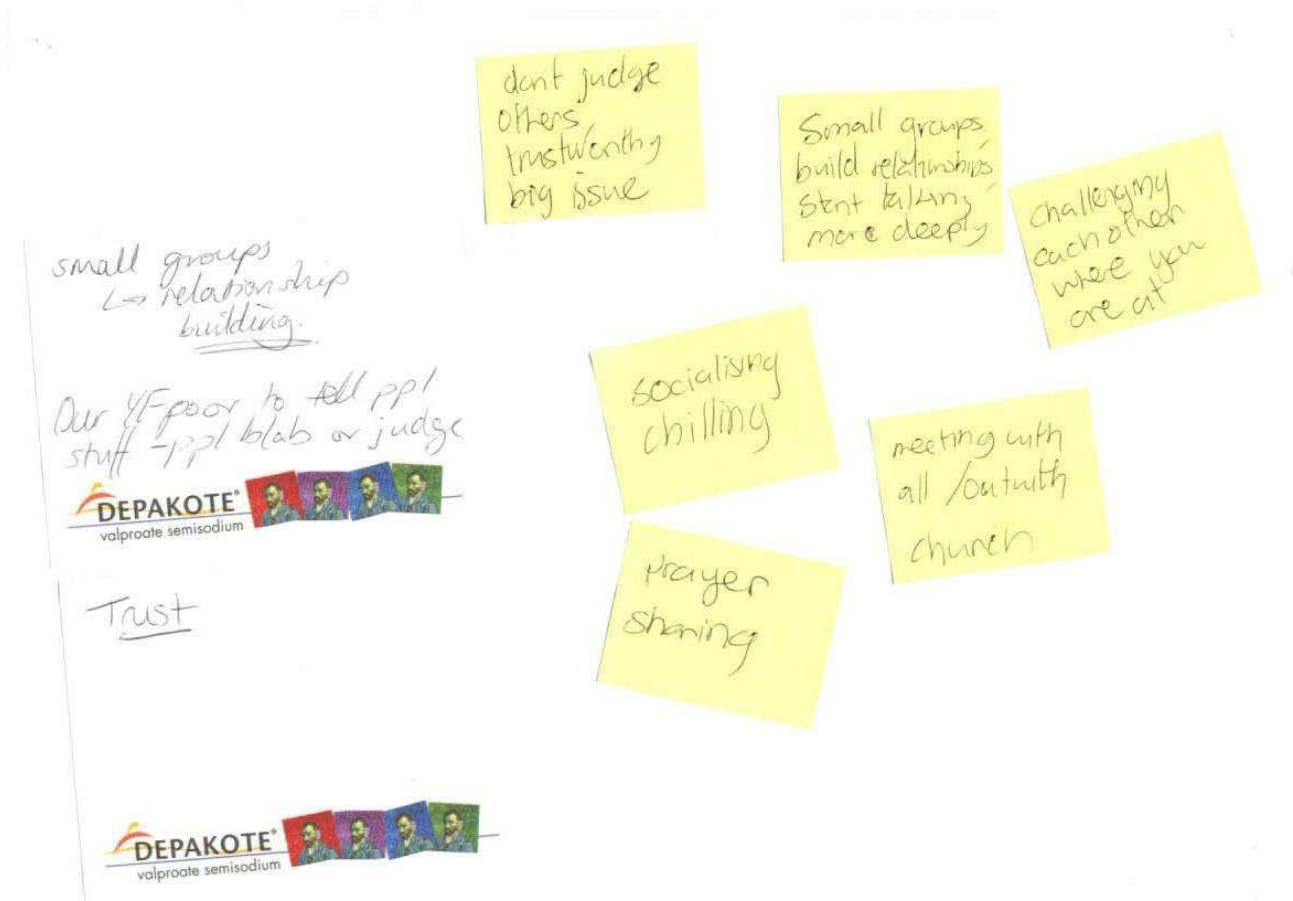 dont judge
others,
trustworthy
big issue
Small groups,
build relationships,
start talking
more deeply
challenging
each other
where you
are at
small groups
↳ relationship
building.
Our YF-poor to tell ppl
stuff -ppl blab or judge
DEPAKOTE®
valproate semisodium
socialising
chilling
meeting with
all /outwith
church
Prayer
sharing
Trust
DEPAKOTE®
valproate semisodium